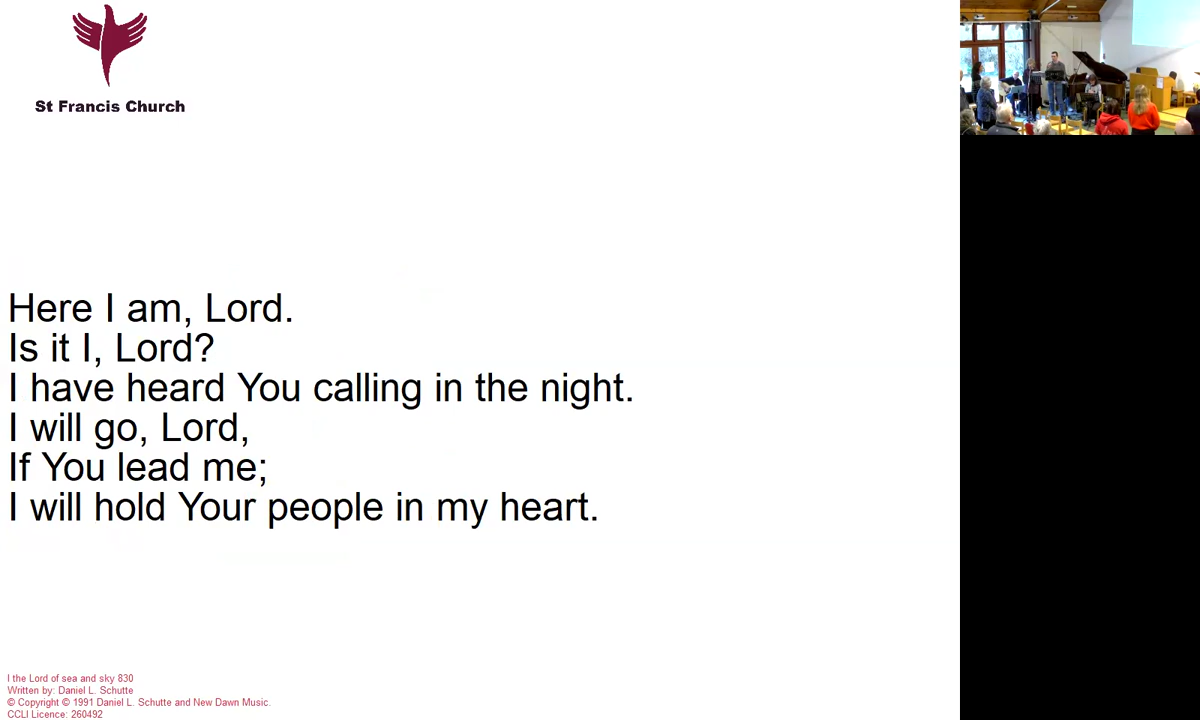 St Francis Church
Here I am, Lord.
Is it I, Lord?
I have heard You calling in the night.
I will go, Lord,
If You lead me;
I will hold Your people in my heart.
I the Lord of sea and sky 830
Written by: Daniel L. Schutte
© Copyright © 1991 Daniel L. Schutte and New Dawn Music.
CCLI Licence: 260492